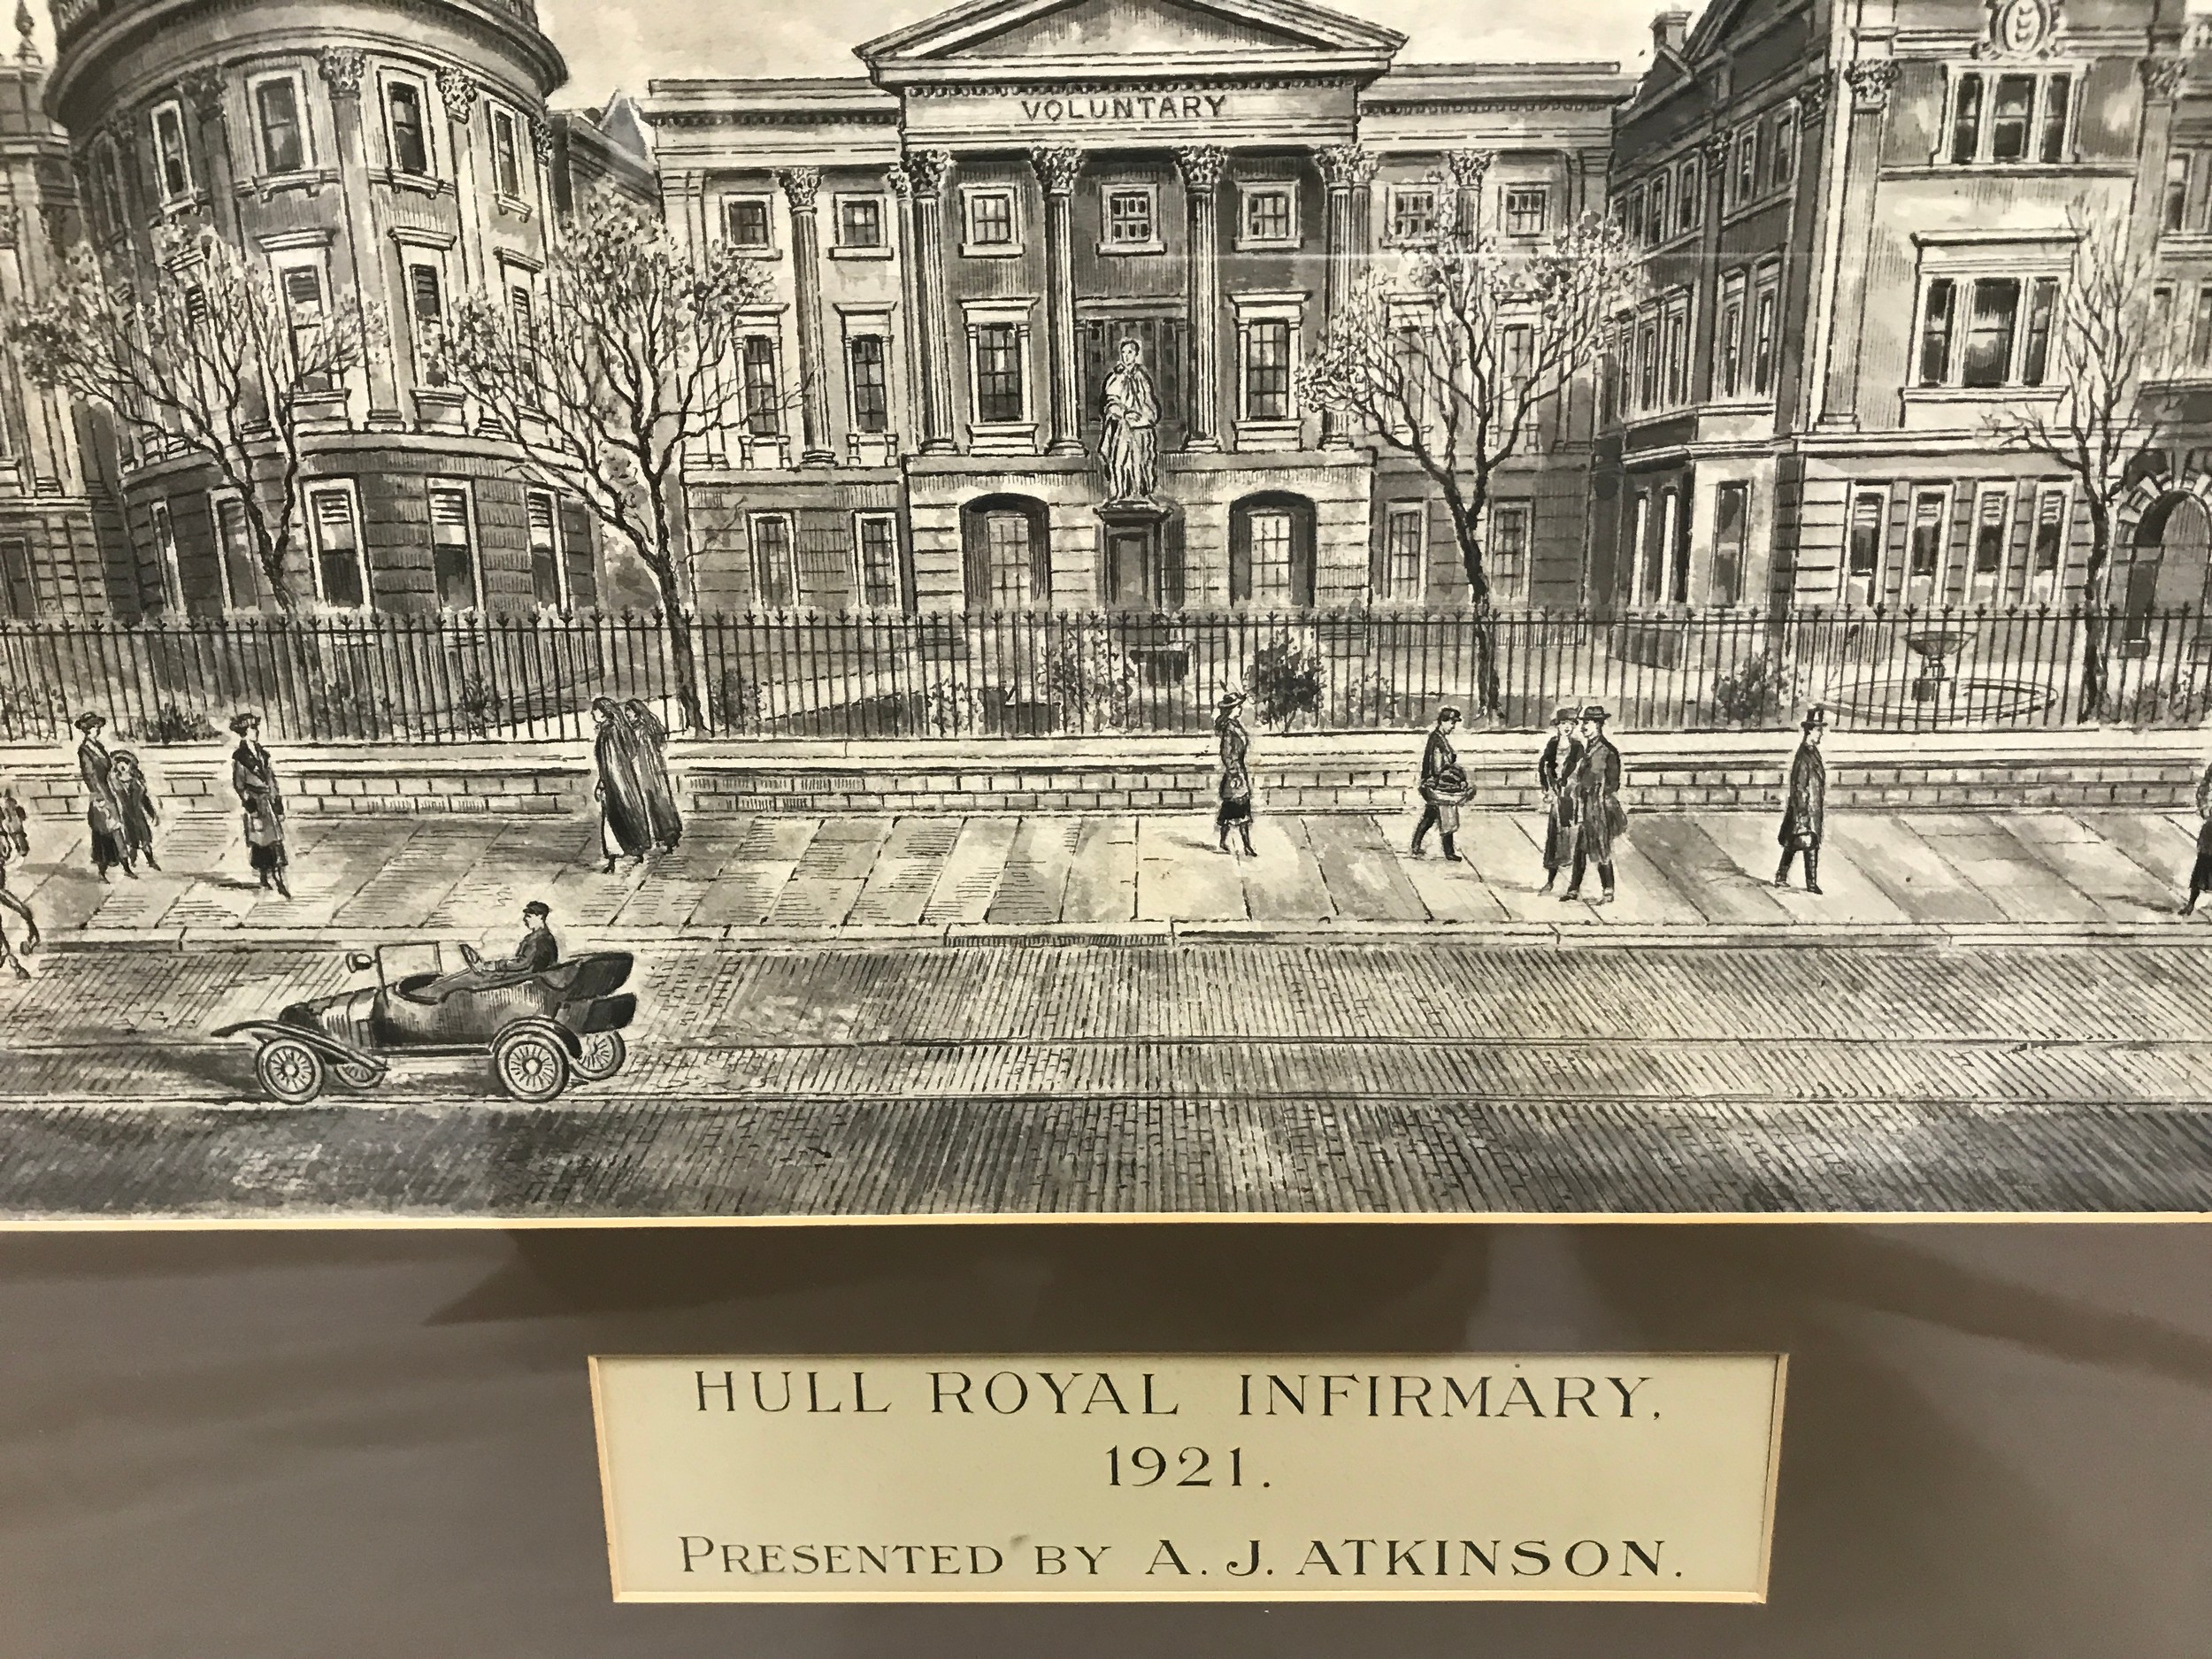 VOLUNTARY
HULL ROYAL INFIRMARY.
1921.
PRESENTED BY A. J. ATKINSON.